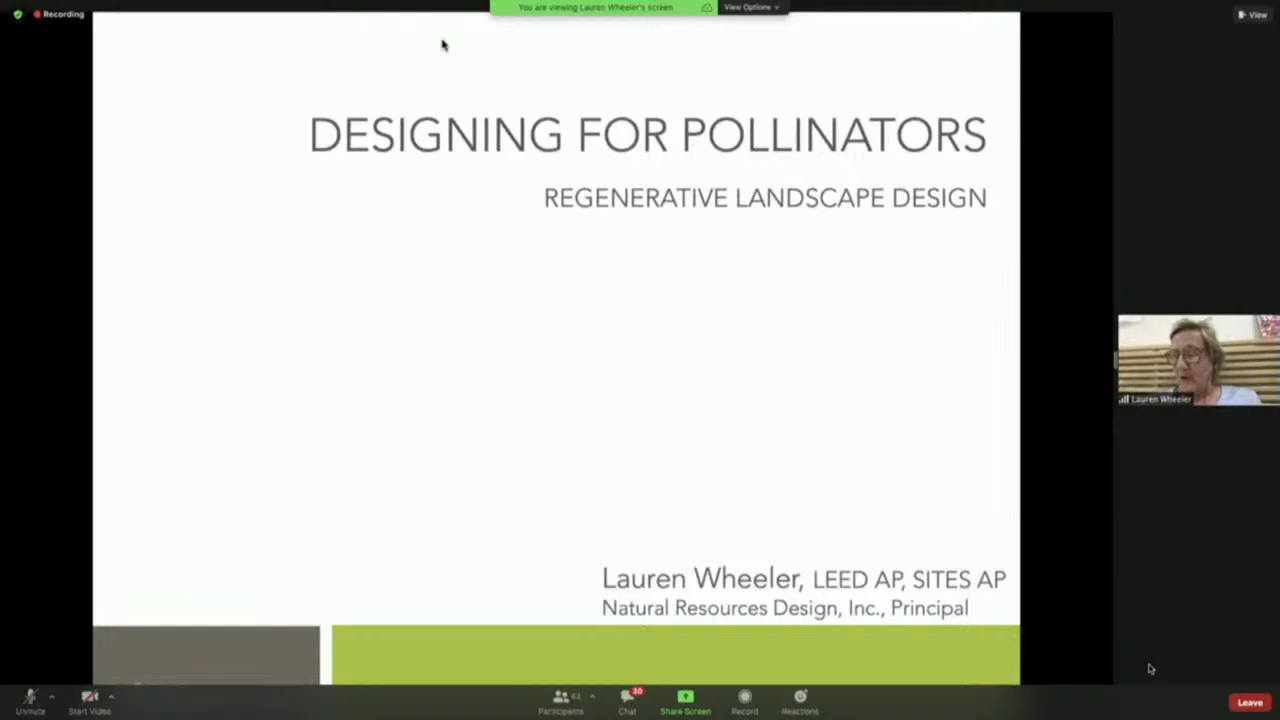 Recording
You are viewing Lauren Wheeler's screen
View Options
View
DESIGNING FOR POLLINATORS
REGENERATIVE LANDSCAPE DESIGN
Lauren Wheeler
Lauren Wheeler, LEED AP, SITES AP
Natural Resources Design, Inc., Principal
Unmute
Start Video
Participants
Chat
30
Share Screen
Record
Reactions
Leave